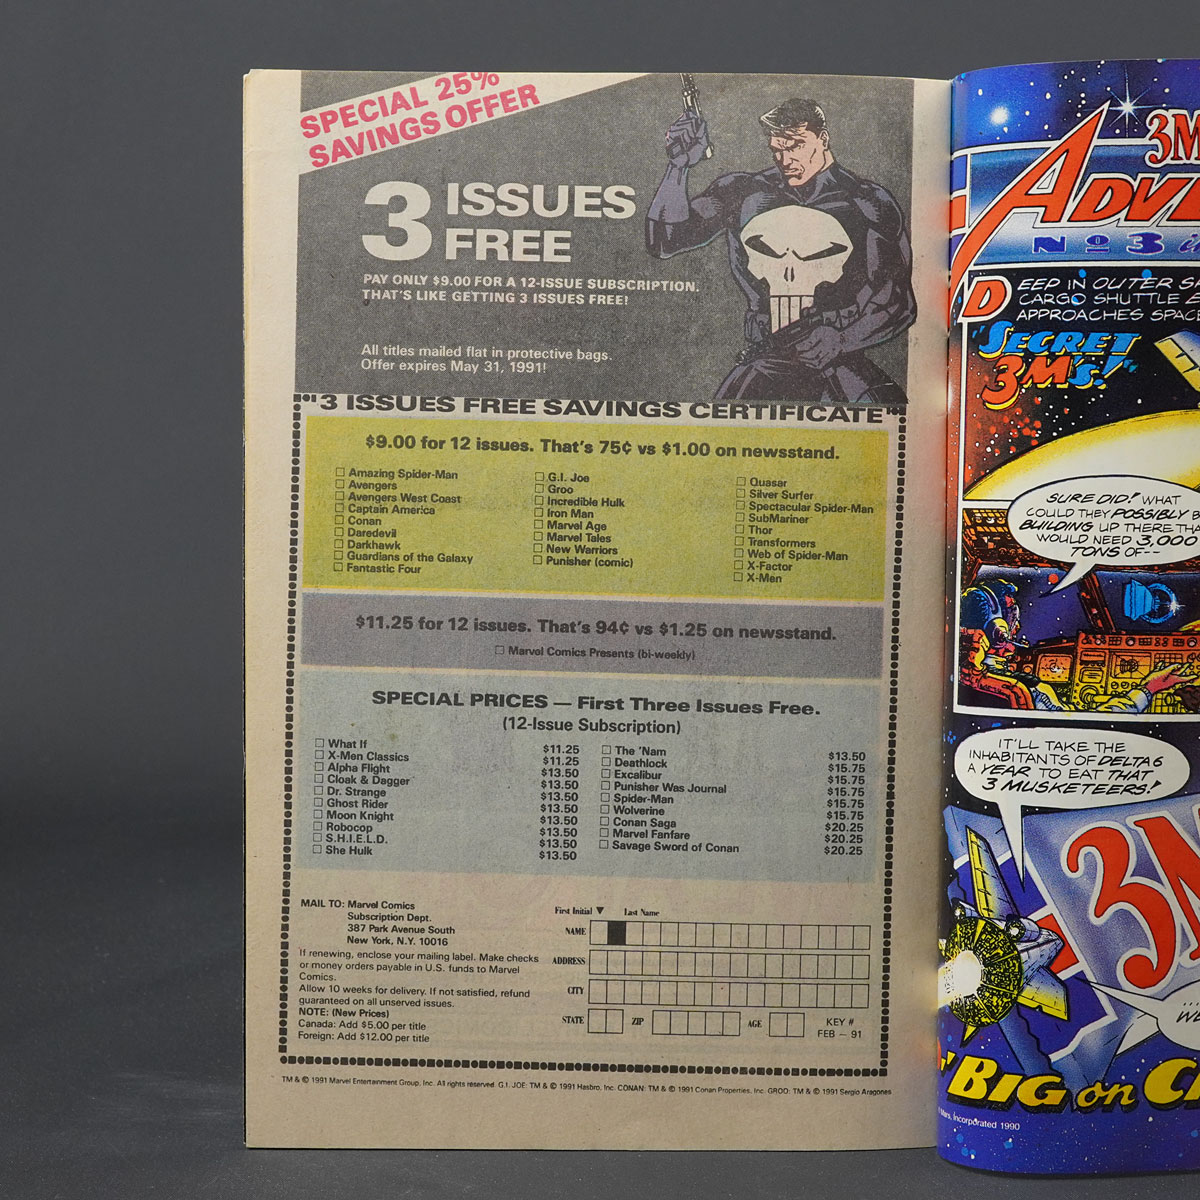 SPECIAL 25%
SAVINGS OFFER
3 ISSUES
FREE
PAY ONLY $9.00 FOR A 12-ISSUE SUBSCRIPTION.
THAT'S LIKE GETTING 3 ISSUES FREE!
All titles mailed flat in protective bags.
Offer expires May 31, 1991!
"3 ISSUES FREE SAVINGS CERTIFICATE"
$9.00 for 12 issues. That's 75¢ vs $1.00 on newsstand.
☐ Amazing Spider-Man
☐ Avengers
☐ Avengers West Coast
☐ Captain America
☐ Conan
☐ Daredevil
☐ Darkhawk
☐ Guardians of the Galaxy
☐ Fantastic Four
☐ G.I. Joe
☐ Groo
☐ Incredible Hulk
☐ Iron Man
☐ Marvel Age
☐ Marvel Tales
☐ New Warriors
☐ Punisher (comic)
☐ Quasar
☐ Silver Surfer
☐ Spectacular Spider-Man
☐ SubMariner
☐ Thor
☐ Transformers
☐ Web of Spider-Man
☐ X-Factor
☐ X-Men
$11.25 for 12 issues. That's 94¢ vs $1.25 on newsstand.
☐ Marvel Comics Presents (bi-weekly)
SPECIAL PRICES — First Three Issues Free.
(12-Issue Subscription)
☐ What If $11.25
☐ X-Men Classics $11.25
☐ Alpha Flight $13.50
☐ Cloak & Dagger $13.50
☐ Dr. Strange $13.50
☐ Ghost Rider $13.50
☐ Moon Knight $13.50
☐ Robocop $13.50
☐ S.H.I.E.L.D. $13.50
☐ She Hulk $13.50
☐ The 'Nam $13.50
☐ Deathlock $15.75
☐ Excalibur $15.75
☐ Punisher War Journal $15.75
☐ Spider-Man $15.75
☐ Wolverine $15.75
☐ Conan Saga $20.25
☐ Marvel Fanfare $20.25
☐ Savage Sword of Conan $20.25
MAIL TO: Marvel Comics
Subscription Dept.
387 Park Avenue South
New York, N.Y. 10016
If renewing, enclose your mailing label. Make checks
or money orders payable in U.S. funds to Marvel
Comics.
Allow 10 weeks for delivery. If not satisfied, refund
guaranteed on all unserved issues.
NOTE: (New Prices)
Canada: Add $5.00 per title
Foreign: Add $12.00 per title
First Initial ▼ Last Name
NAME
ADDRESS
CITY
STATE ZIP AGE
KEY #
FEB – 91
TM & © 1991 Marvel Entertainment Group, Inc. All rights reserved. G.I. JOE: TM & © 1991 Hasbro, Inc. CONAN: TM & © 1991 Conan Properties, Inc. GROO: TM & © 1991 Sergio Aragones
3M
ADVE
Nº 3
DEEP IN OUTER
CARGO SHUTTLE
APPROACHES SPACE
"SECRET
3M's!"
SURE DID! WHAT
COULD THEY POSSIBLY B
BUILDING UP THERE THA
WOULD NEED 3,000
TONS OF--
IT'LL TAKE THE
INHABITANTS OF DELTA 6
A YEAR TO EAT THAT
3 MUSKETEERS!
3M
...
WE
BIG on C
Mars, Incorporated 1990